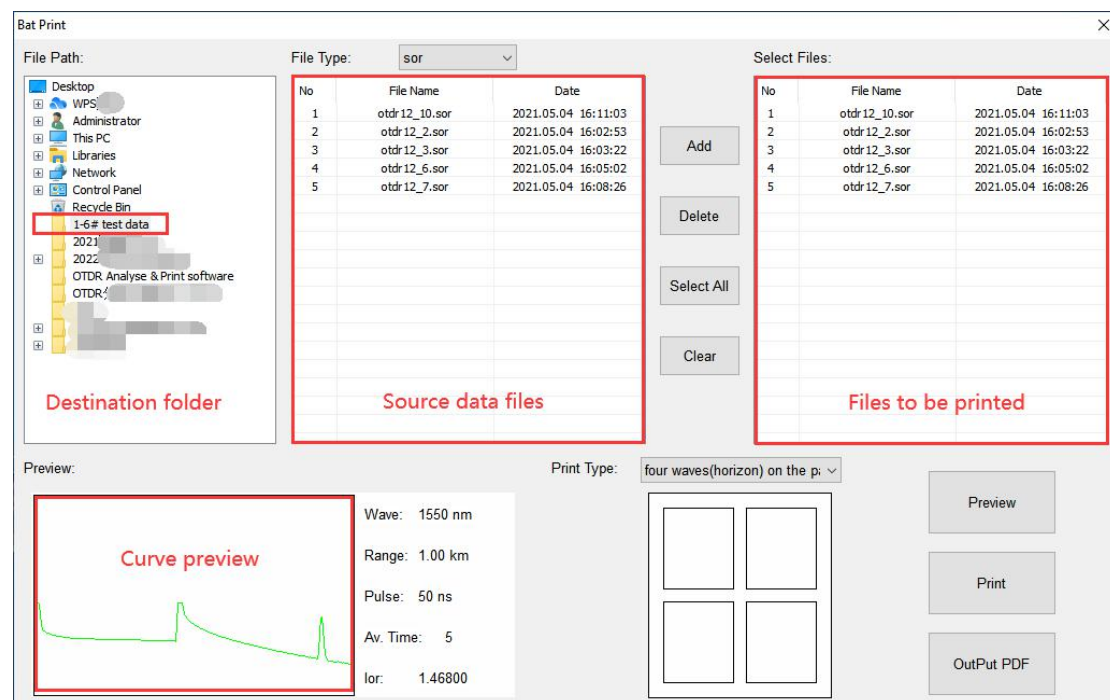 Bat Print
File Path:
File Type:
sor
Select Files:
Desktop
WPS
Administrator
This PC
Libraries
Network
Control Panel
Recycle Bin
1-6# test data
2021
2022
OTDR Analyse & Print software
OTDR
Destination folder
No File Name Date
1 otdr12_10.sor 2021.05.04 16:11:03
2 otdr12_2.sor 2021.05.04 16:02:53
3 otdr12_3.sor 2021.05.04 16:03:22
4 otdr12_6.sor 2021.05.04 16:05:02
5 otdr12_7.sor 2021.05.04 16:08:26
Source data files
Add
Delete
Select All
Clear
No File Name Date
1 otdr12_10.sor 2021.05.04 16:11:03
2 otdr12_2.sor 2021.05.04 16:02:53
3 otdr12_3.sor 2021.05.04 16:03:22
4 otdr12_6.sor 2021.05.04 16:05:02
5 otdr12_7.sor 2021.05.04 16:08:26
Files to be printed
Preview:
Curve preview
Wave: 1550 nm
Range: 1.00 km
Pulse: 50 ns
Av. Time: 5
Ior: 1.46800
Print Type:
four waves(horizon) on the pa
Preview
Print
OutPut PDF